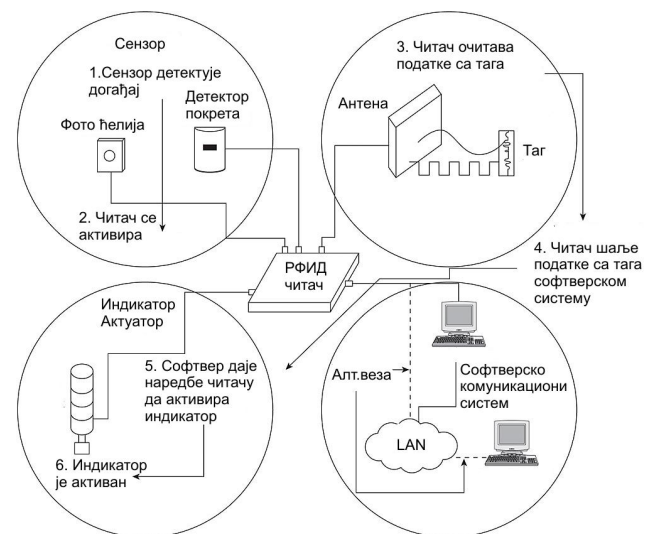 Сензор
1.Сензор детектује
догађај
Детектор
покрета
Фото ћелија
2. Читач се
активира
3. Читач очитава
податке са тага
Антена
Таг
РФИД
читач
4. Читач шаље
податке са тага
софтверском
систему
Индикатор
Актуатор
5. Софтвер даје
наредбе читачу
да активира
индикатор
6. Индикатор
је активан
Алт.веза
Софтверско
комуникациони
систем
LAN